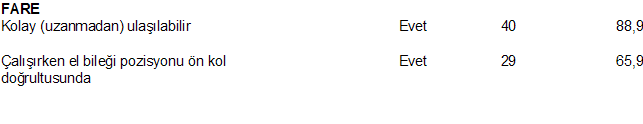 FARE
Kolay (uzanmadan) ulaşılabilir Evet 40 88,9
Çalışırken el bileği pozisyonu ön kol Evet 29 65,9
doğrultusunda